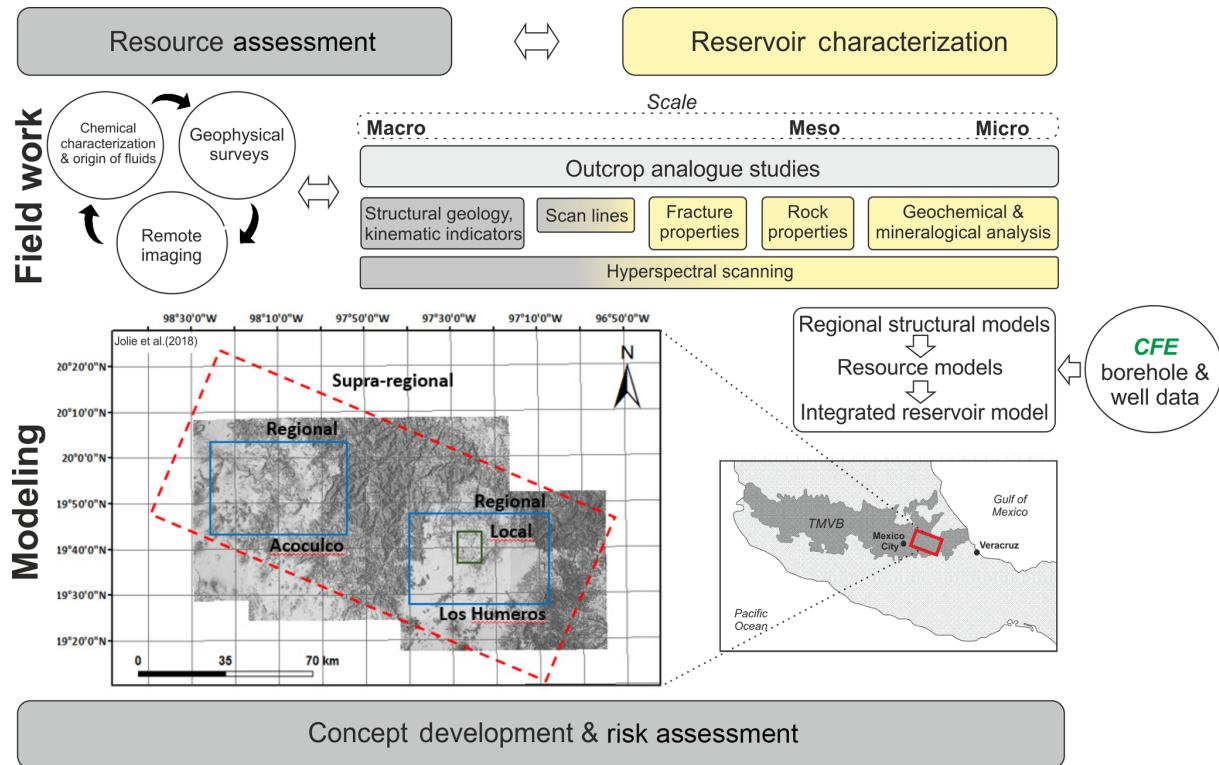 Resource assessment
Reservoir characterization
Field work
Chemical
characterization
& origin of fluids
Geophysical
surveys
Remote
imaging
Scale
Macro
Meso
Micro
Outcrop analogue studies
Structural geology,
kinematic indicators
Scan lines
Fracture
properties
Rock
properties
Geochemical &
mineralogical analysis
Hyperspectral scanning
Modeling
98°30'0"W 98°10'0"W 97°50'0"W 97°30'0"W 97°10'0"W 96°50'0"W
Jolie et al.(2018)
20°20'0"N
20°10'0"N
20°0'0"N
19°50'0"N
19°40'0"N
19°30'0"N
19°20'0"N
Supra-regional
N
Regional
Acoculco
Regional
Local
Los Humeros
0 35 70 km
Regional structural models
Resource models
Integrated reservoir model
CFE
borehole &
well data
Gulf of
Mexico
TMVB
Mexico
City
Veracruz
Pacific
Ocean
Concept development & risk assessment